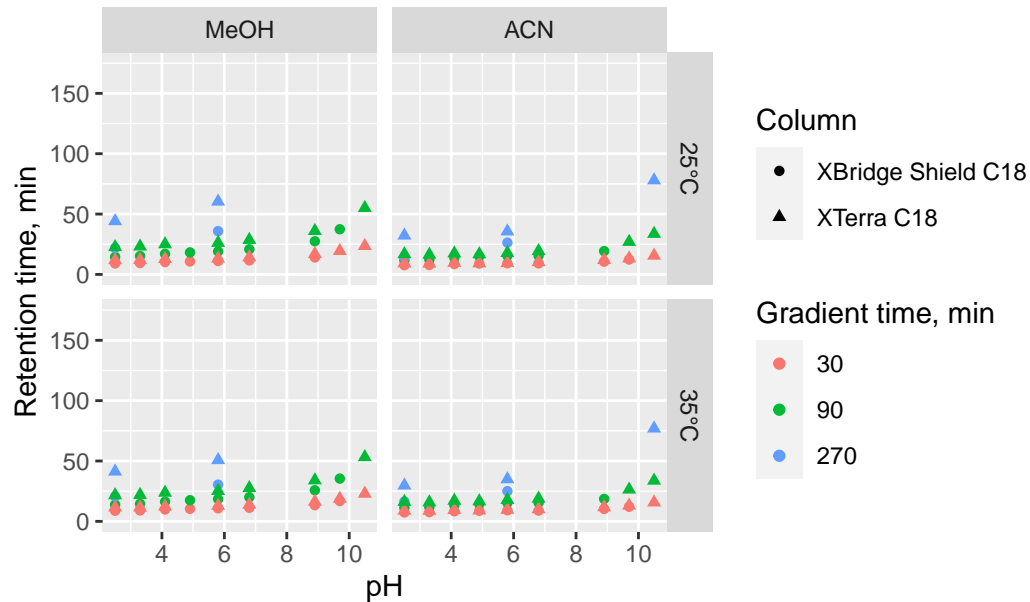 MeOH
ACN
150
100
50
0
25°C
150
100
50
0
35°C
4 6 8 10
4 6 8 10
pH
Retention time, min
Column
XBridge Shield C18
XTerra C18
Gradient time, min
30
90
270